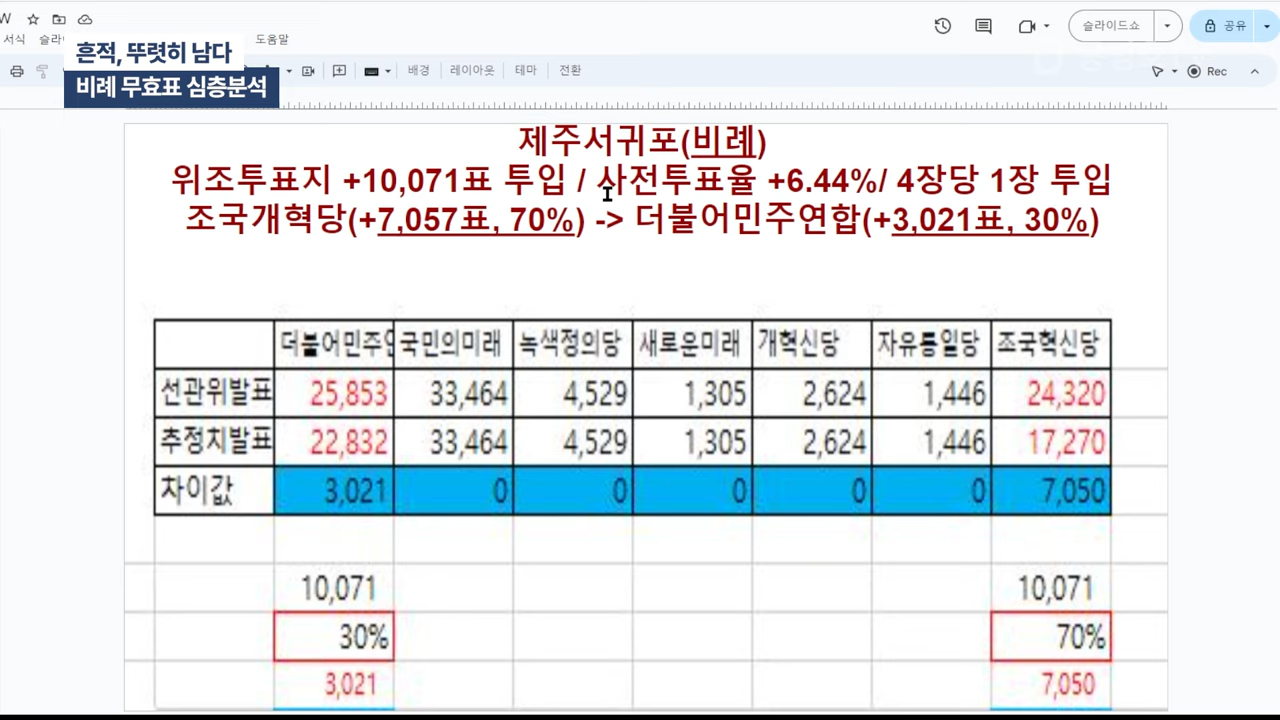 W
서식
도움말
슬라이드쇼
공유
흔적, 뚜렷히 남다
비례 무효표 심층분석
배경 레이아웃 테마 전환
Rec
제주서귀포(비례)
위조투표지 +10,071표 투입 / 사전투표율 +6.44%/ 4장당 1장 투입
조국개혁당(+7,057표, 70%) -> 더불어민주연합(+3,021표, 30%)
더불어민주 국민의미래 녹색정의당 새로운미래 개혁신당 자유통일당 조국혁신당
선관위발표 25,853 33,464 4,529 1,305 2,624 1,446 24,320
추정치발표 22,832 33,464 4,529 1,305 2,624 1,446 17,270
차이값 3,021 0 0 0 0 0 7,050
10,071 10,071
30% 70%
3,021 7,050